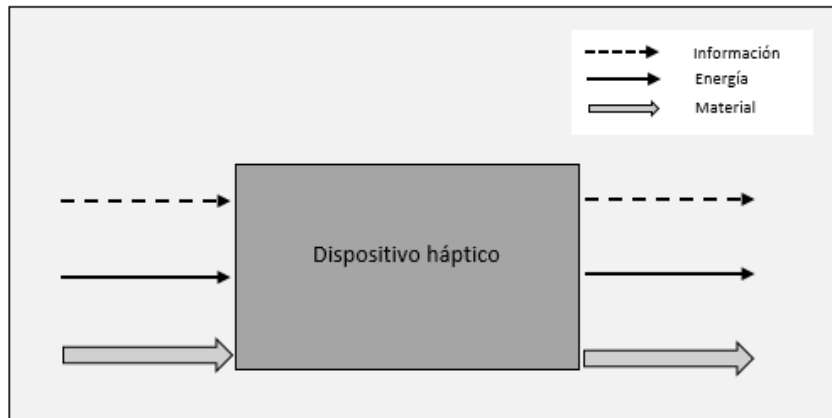 Información
Energía
Material
Dispositivo háptico